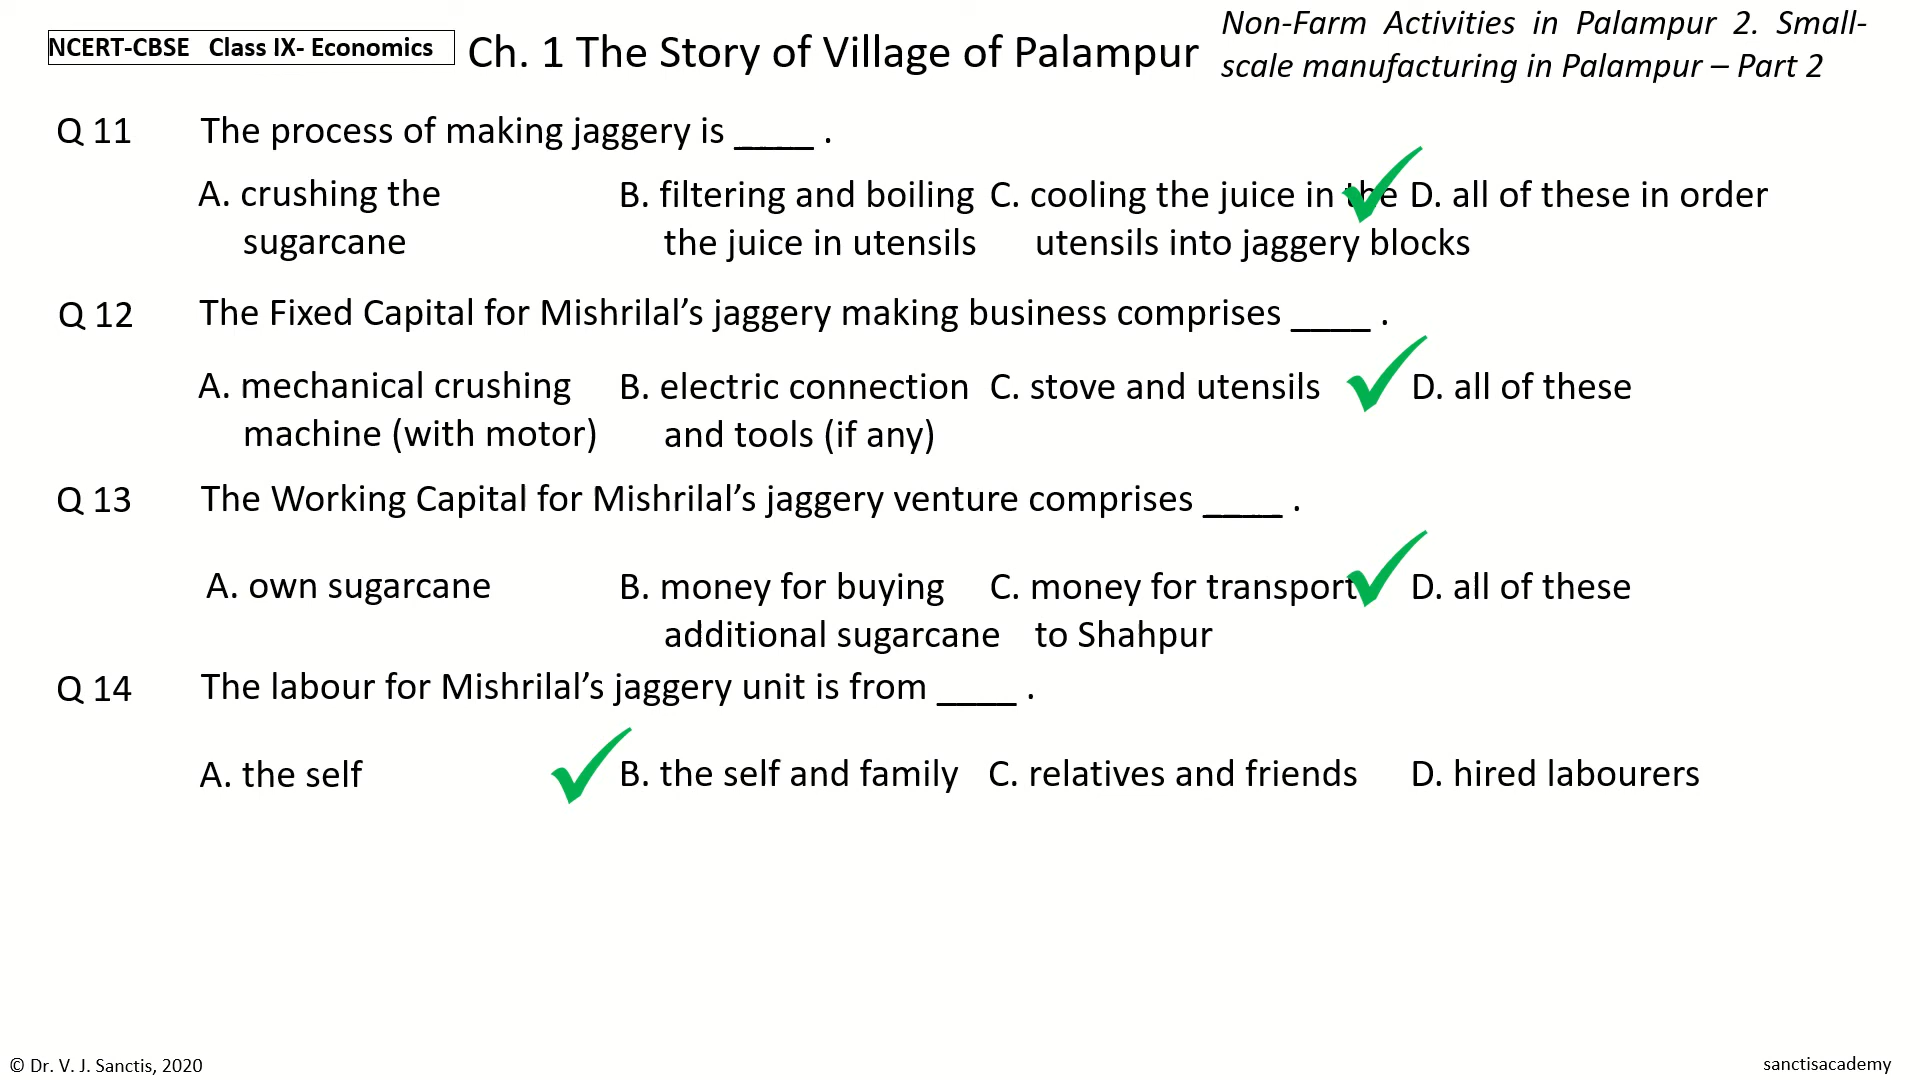 NCERT-CBSE Class IX- Economics
Ch. 1 The Story of Village of Palampur
Non-Farm Activities in Palampur 2. Small-
scale manufacturing in Palampur – Part 2
Q 11 The process of making jaggery is ____ .
A. crushing the B. filtering and boiling C. cooling the juice in the D. all of these in order
sugarcane the juice in utensils utensils into jaggery blocks
Q 12 The Fixed Capital for Mishrilal’s jaggery making business comprises ____ .
A. mechanical crushing B. electric connection C. stove and utensils D. all of these
machine (with motor) and tools (if any)
Q 13 The Working Capital for Mishrilal’s jaggery venture comprises ____ .
A. own sugarcane B. money for buying C. money for transport D. all of these
additional sugarcane to Shahpur
Q 14 The labour for Mishrilal’s jaggery unit is from ____ .
A. the self B. the self and family C. relatives and friends D. hired labourers
© Dr. V. J. Sanctis, 2020
sanctisacademy